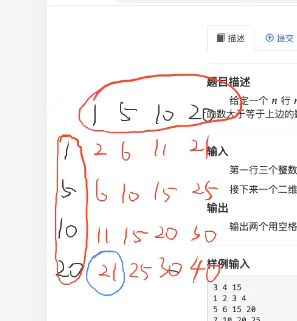 描述 提交
题目描述
给定一个 n 行 n
的数大于等于上边的数
1 5 10 20
1 2 6 11 21
5 6 10 15 25
10 11 15 20 30
20 21 25 30 40
输入
第一行三个整数
接下来一个二维
输出
输出两个用空格
样例输入
3 4 15
1 2 3 4
5 6 15 20
7 10 20 25